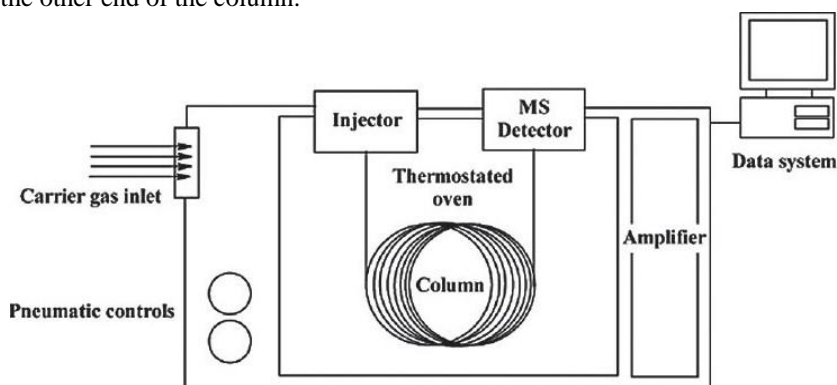 the other end of the column.
Injector
MS
Detector
Data system
Carrier gas inlet
Thermostated
oven
Amplifier
Column
Pneumatic controls